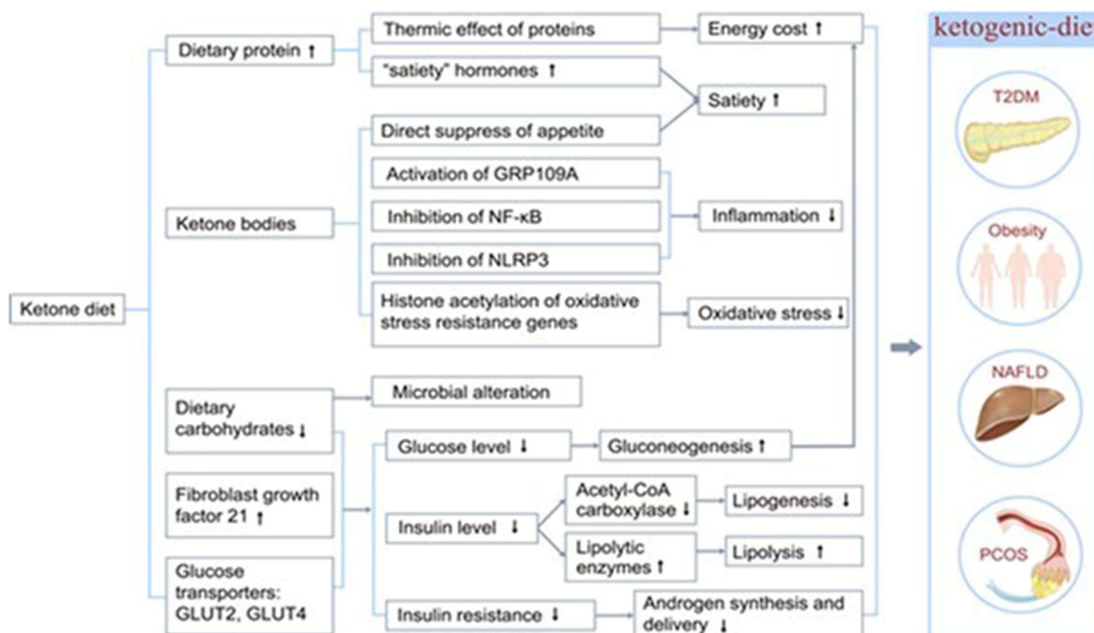 Ketone diet
Dietary protein ↑
Ketone bodies
Dietary
carbohydrates ↓
Fibroblast growth
factor 21 ↑
Glucose
transporters:
GLUT2, GLUT4
Thermic effect of proteins
“satiety” hormones ↑
Direct suppress of appetite
Activation of GRP109A
Inhibition of NF-κB
Inhibition of NLRP3
Histone acetylation of oxidative
stress resistance genes
Microbial alteration
Glucose level ↓
Insulin level ↓
Insulin resistance ↓
Energy cost ↑
Satiety ↑
Inflammation ↓
Oxidative stress ↓
Gluconeogenesis ↑
Acetyl-CoA
carboxylase ↓
Lipolytic
enzymes ↑
Lipogenesis ↓
Lipolysis ↑
Androgen synthesis and
delivery ↓
ketogenic-diet
T2DM
Obesity
NAFLD
PCOS